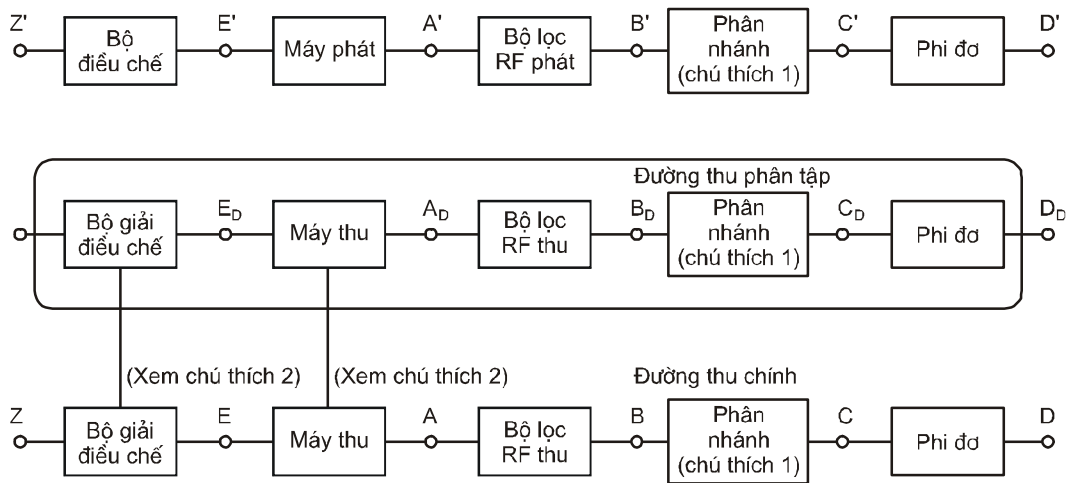 Z' E' A' B' C' D'
Bộ
điều chế
Máy phát
Bộ lọc
RF phát
Phân
nhánh
(chú thích 1)
Phi đơ
Đường thu phân tập
E_D A_D B_D C_D D_D
Bộ giải
điều chế
Máy thu
Bộ lọc
RF thu
Phân
nhánh
(chú thích 1)
Phi đơ
(Xem chú thích 2)
(Xem chú thích 2)
Đường thu chính
Z E A B C D
Bộ giải
điều chế
Máy thu
Bộ lọc
RF thu
Phân
nhánh
(chú thích 1)
Phi đơ